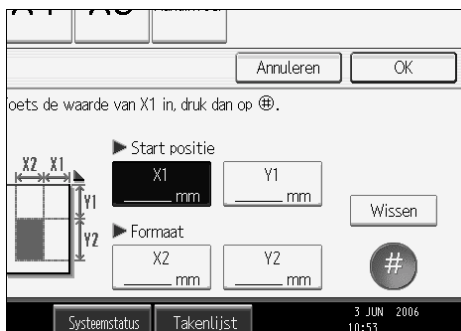 Annuleren OK
oets de waarde van X1 in, druk dan op #.
X2 X1
Start positie
X1 Y1
mm mm
Y1
Wissen
Y2
Formaat
X2 Y2
mm mm
#
Systeemstatus Takenlijst
3 JUN 2006
10:53